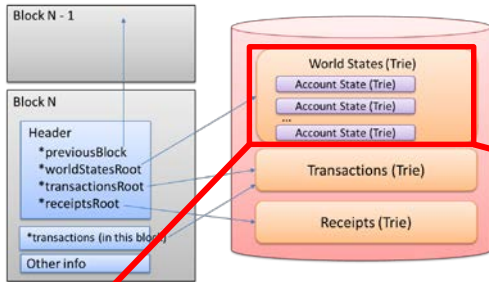 Block N - 1
Block N
Header
*previousBlock
*worldStatesRoot
*transactionsRoot
*receiptsRoot
*transactions (in this block)
Other info
World States (Trie)
Account State (Trie)
Account State (Trie)
...
Account State (Trie)
Transactions (Trie)
Receipts (Trie)